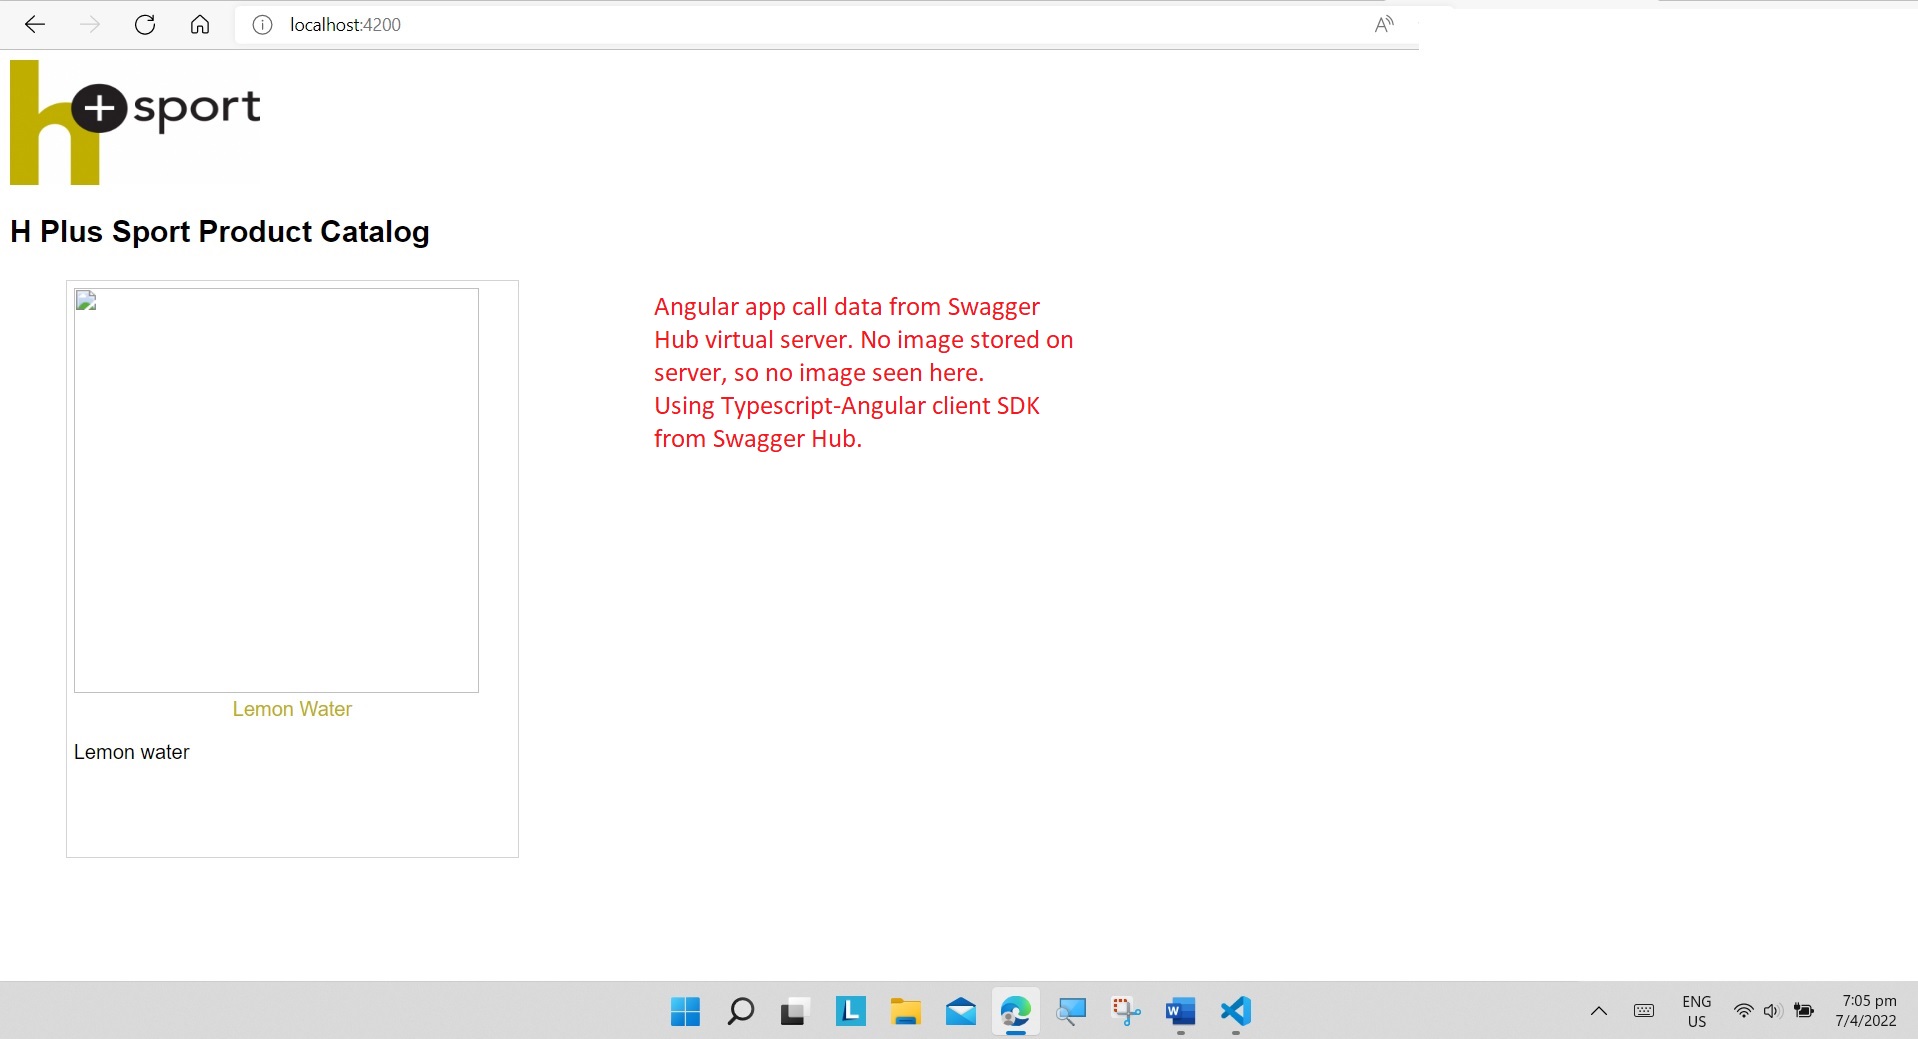 localhost:4200
h+sport
H Plus Sport Product Catalog
Angular app call data from Swagger
Hub virtual server. No image stored on
server, so no image seen here.
Using Typescript-Angular client SDK
from Swagger Hub.
Lemon Water
Lemon water
ENG
US
7:05 pm
7/4/2022